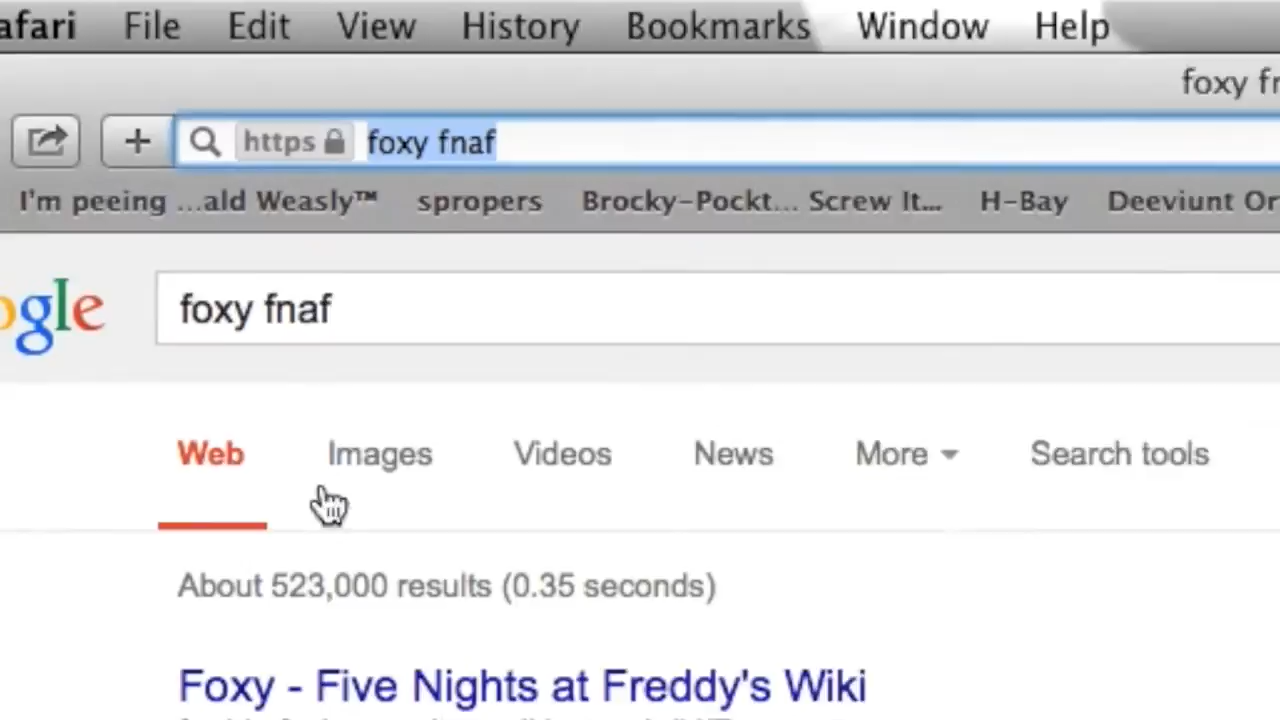 afari File Edit View History Bookmarks Window Help
foxy fn
https foxy fnaf
I'm peeing ...ald Weasly™ spropers Brocky-Pockt... Screw It... H-Bay Deeviunt Or
ogle foxy fnaf
Web Images Videos News More Search tools
About 523,000 results (0.35 seconds)
Foxy - Five Nights at Freddy's Wiki